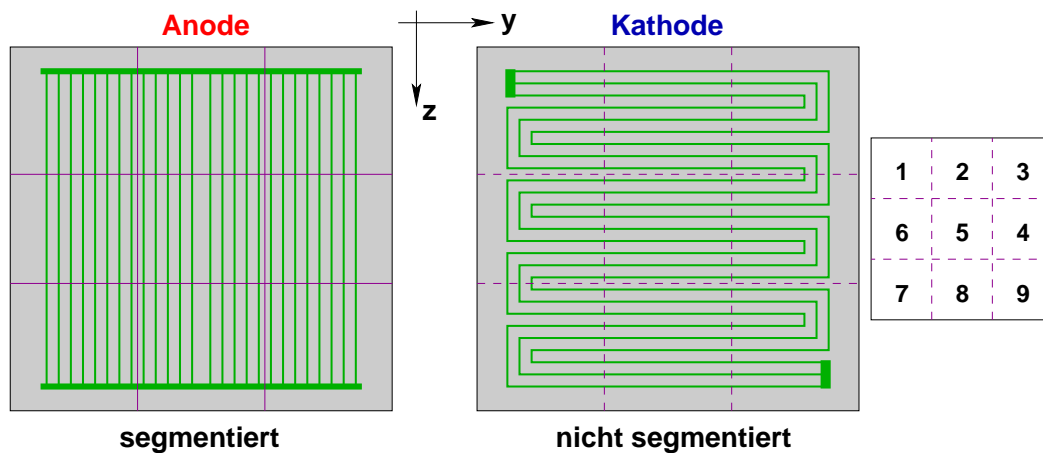 Anode
y
Kathode
z
1 2 3
6 5 4
7 8 9
segmentiert
nicht segmentiert